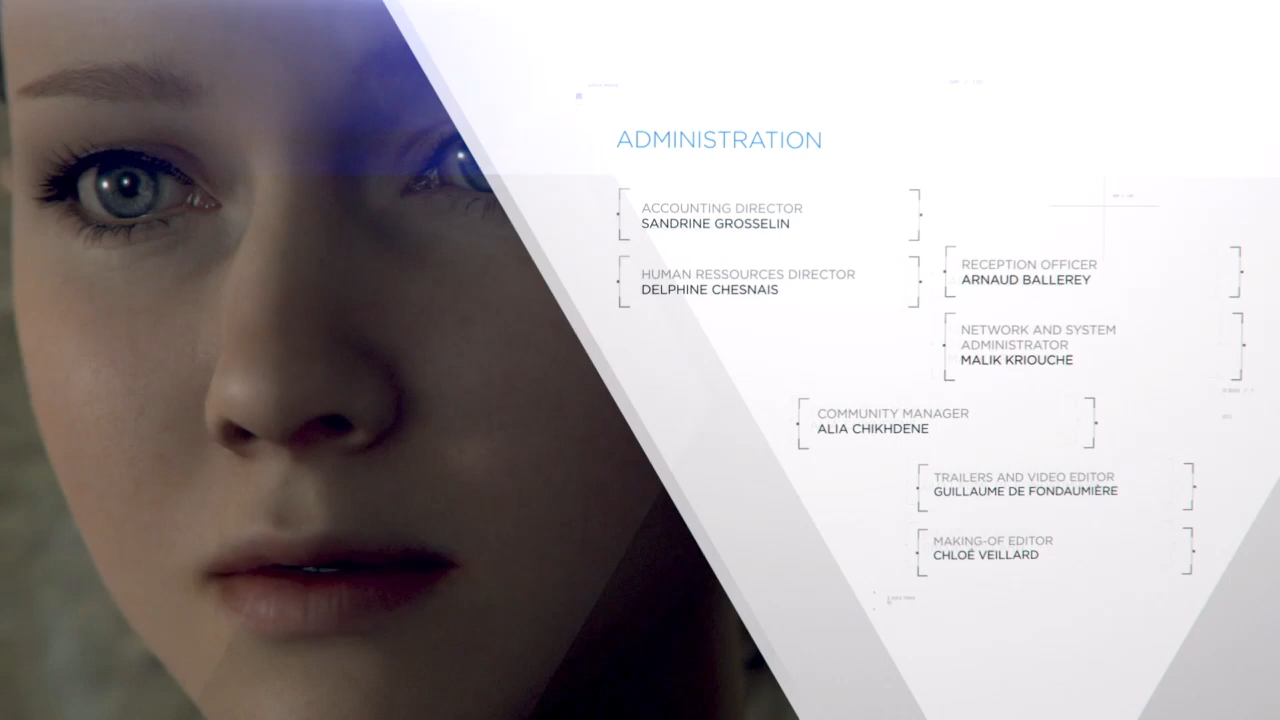 ADMINISTRATION
ACCOUNTING DIRECTOR
SANDRINE GROSSELIN
HUMAN RESSOURCES DIRECTOR
DELPHINE CHESNAIS
RECEPTION OFFICER
ARNAUD BALLEREY
NETWORK AND SYSTEM
ADMINISTRATOR
MALIK KRIOUCHE
COMMUNITY MANAGER
ALIA CHIKHDENE
TRAILERS AND VIDEO EDITOR
GUILLAUME DE FONDAUMIÈRE
MAKING-OF EDITOR
CHLOÉ VEILLARD